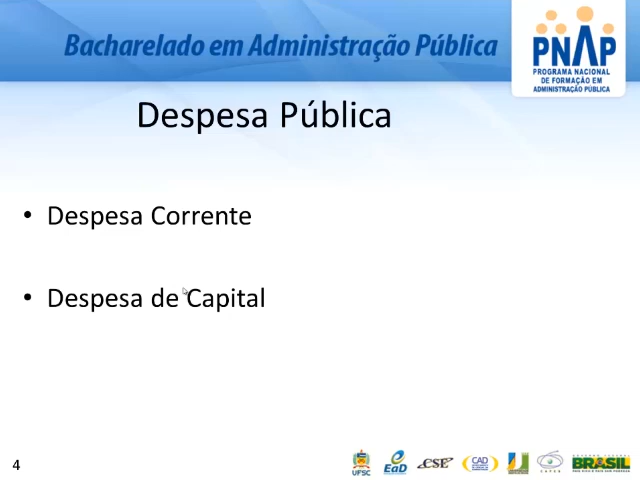 Bacharelado em Administração Pública
PNAP
PROGRAMA NACIONAL
DE FORMAÇÃO EM
ADMINISTRAÇÃO PÚBLICA
Despesa Pública
• Despesa Corrente
• Despesa de Capital
4
UFSC
EaD
CSE
CAD
CAPES
BRASIL